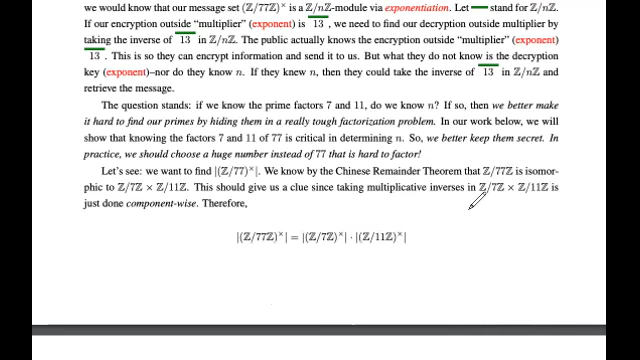 we would know that our message set (ℤ/77ℤ)× is a ℤ/nℤ-module via exponentiation. Let — stand for ℤ/nℤ.
If our encryption outside “multiplier” (exponent) is 13 , we need to find our decryption outside multiplier by
taking the inverse of 13 in ℤ/nℤ. The public actually knows the encryption outside “multiplier” (exponent)
13 . This is so they can encrypt information and send it to us. But what they do not know is the decryption
key (exponent)–nor do they know n. If they knew n, then they could take the inverse of 13 in ℤ/nℤ and
retrieve the message.
The question stands: if we know the prime factors 7 and 11, do we know n? If so, then we better make
it hard to find our primes by hiding them in a really tough factorization problem. In our work below, we will
show that knowing the factors 7 and 11 of 77 is critical in determining n. So, we better keep them secret. In
practice, we should choose a huge number instead of 77 that is hard to factor!
Let’s see: we want to find |(ℤ/77)×|. We know by the Chinese Remainder Theorem that ℤ/77ℤ is isomor-
phic to ℤ/7ℤ × ℤ/11ℤ. This should give us a clue since taking multiplicative inverses in ℤ/7ℤ × ℤ/11ℤ is
just done component-wise. Therefore,
|(ℤ/77ℤ)×| = |(ℤ/7ℤ)×| · |(ℤ/11ℤ)×|